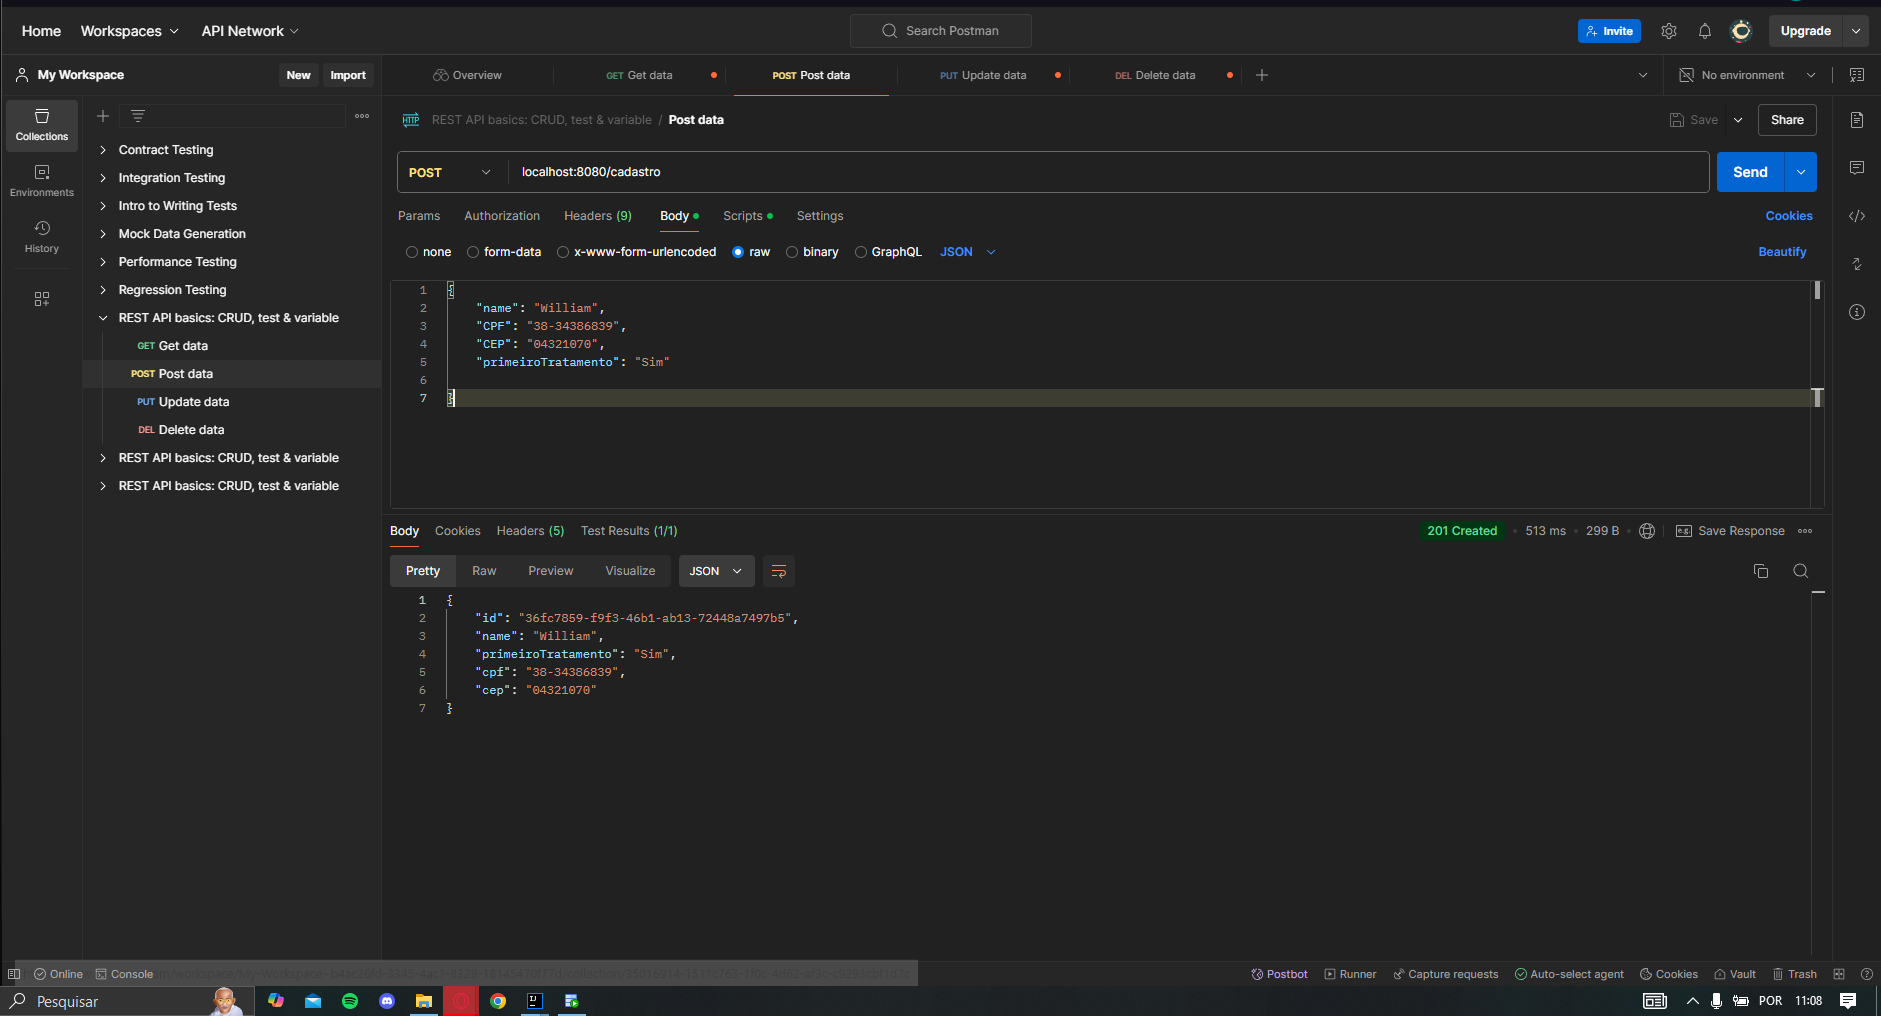 Home Workspaces API Network Search Postman Invite Upgrade
My Workspace New Import Overview GET Get data POST Post data PUT Update data DEL Delete data No environment
Collections
Environments
History
Contract Testing
Integration Testing
Intro to Writing Tests
Mock Data Generation
Performance Testing
Regression Testing
REST API basics: CRUD, test & variable
GET Get data
POST Post data
PUT Update data
DEL Delete data
REST API basics: CRUD, test & variable
REST API basics: CRUD, test & variable
HTTP REST API basics: CRUD, test & variable / Post data Save Share
POST localhost:8080/cadastro Send
Params Authorization Headers (9) Body Scripts Settings Cookies
none form-data x-www-form-urlencoded raw binary GraphQL JSON Beautify
1 {
2 "name": "William",
3 "CPF": "38-34386839",
4 "CEP": "04321070",
5 "primeiroTratamento": "Sim"
6
7 }
Body Cookies Headers (5) Test Results (1/1) 201 Created 513 ms 299 B e.g. Save Response
Pretty Raw Preview Visualize JSON
1 {
2 "id": "36fc7859-f9f3-46b1-ab13-72448a7497b5",
3 "name": "William",
4 "primeiroTratamento": "Sim",
5 "cpf": "38-34386839",
6 "cep": "04321070"
7 }
Online Console Postbot Runner Capture requests Auto-select agent Cookies Vault Trash
Pesquisar POR 11:08